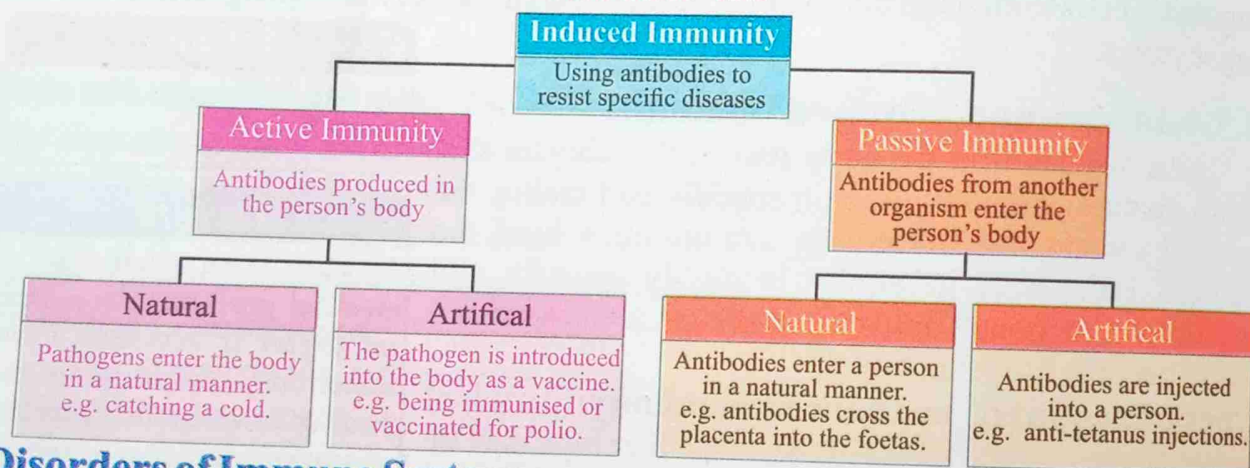 Induced Immunity
Using antibodies to
resist specific diseases
Active Immunity
Antibodies produced in
the person's body
Passive Immunity
Antibodies from another
organism enter the
person's body
Natural
Pathogens enter the body
in a natural manner.
e.g. catching a cold.
Artifical
The pathogen is introduced
into the body as a vaccine.
e.g. being immunised or
vaccinated for polio.
Natural
Antibodies enter a person
in a natural manner.
e.g. antibodies cross the
placenta into the foetas.
Artifical
Antibodies are injected
into a person.
e.g. anti-tetanus injections.
Disorders of Immune